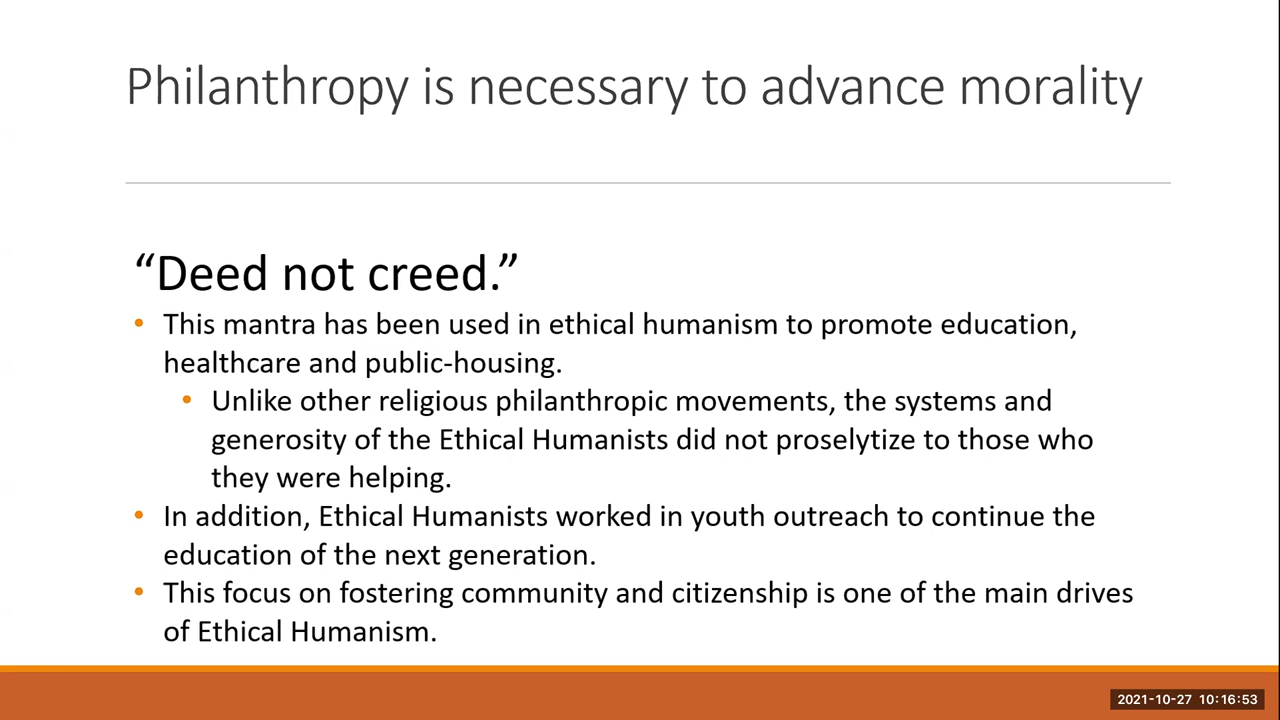 Philanthropy is necessary to advance morality
“Deed not creed.”
• This mantra has been used in ethical humanism to promote education,
healthcare and public-housing.
• Unlike other religious philanthropic movements, the systems and
generosity of the Ethical Humanists did not proselytize to those who
they were helping.
• In addition, Ethical Humanists worked in youth outreach to continue the
education of the next generation.
• This focus on fostering community and citizenship is one of the main drives
of Ethical Humanism.
2021-10-27 10:16:53